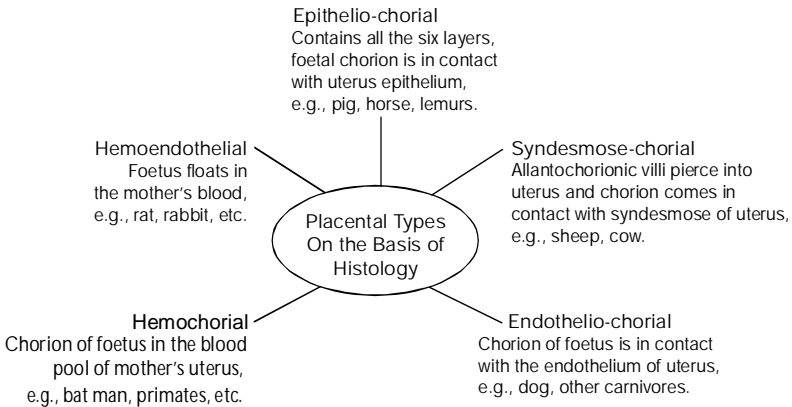 Epithelio-chorial
Contains all the six layers,
foetal chorion is in contact
with uterus epithelium,
e.g., pig, horse, lemurs.
Hemoendothelial
Foetus floats in
the mother's blood,
e.g., rat, rabbit, etc.
Syndesmose-chorial
Allantochorionic villi pierce into
uterus and chorion comes in
contact with syndesmose of uterus,
e.g., sheep, cow.
Placental Types
On the Basis of
Histology
Hemochorial
Chorion of foetus in the blood
pool of mother's uterus,
e.g., bat man, primates, etc.
Endothelio-chorial
Chorion of foetus is in contact
with the endothelium of uterus,
e.g., dog, other carnivores.